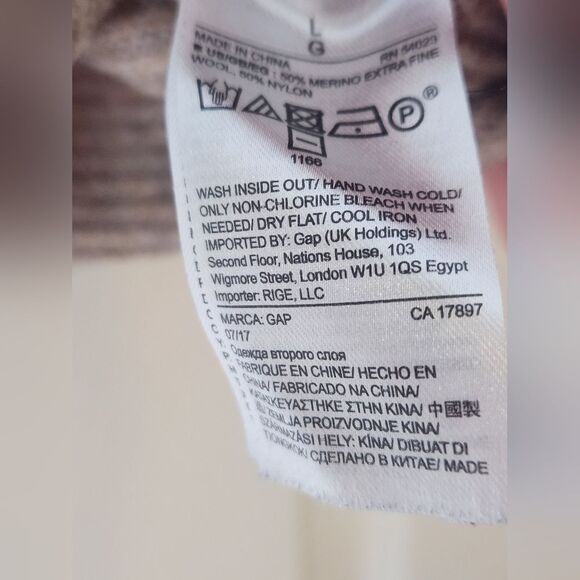 L
G
MADE IN CHINA RN 54023
US/GB/EG : 50% MERINO EXTRA FINE
WOOL, 50% NYLON
P ®
1166
WASH INSIDE OUT/ HAND WASH COLD/
ONLY NON-CHLORINE BLEACH WHEN
NEEDED/ DRY FLAT/ COOL IRON
IMPORTED BY: Gap (UK Holdings) Ltd.
Second Floor, Nations House, 103
Wigmore Street, London W1U 1QS Egypt
Importer: RIGE, LLC
MARCA: GAP CA 17897
07/17
Одежда второго слоя
FABRIQUE EN CHINE/ HECHO EN
CHINA/ FABRICADO NA CHINA/
ΚΑΤΑΣΚΕΥΑΣΤΗΚΕ ΣΤΗΝ ΚΙΝΑ/ 中國製
ZEMLJA PROIZVODNJE KINA/
SZÁRMAZÁSI HELY: KÍNA/ DIBUAT DI
TIONGKOK/ СДЕЛАНО В КИТАЕ/ MADE